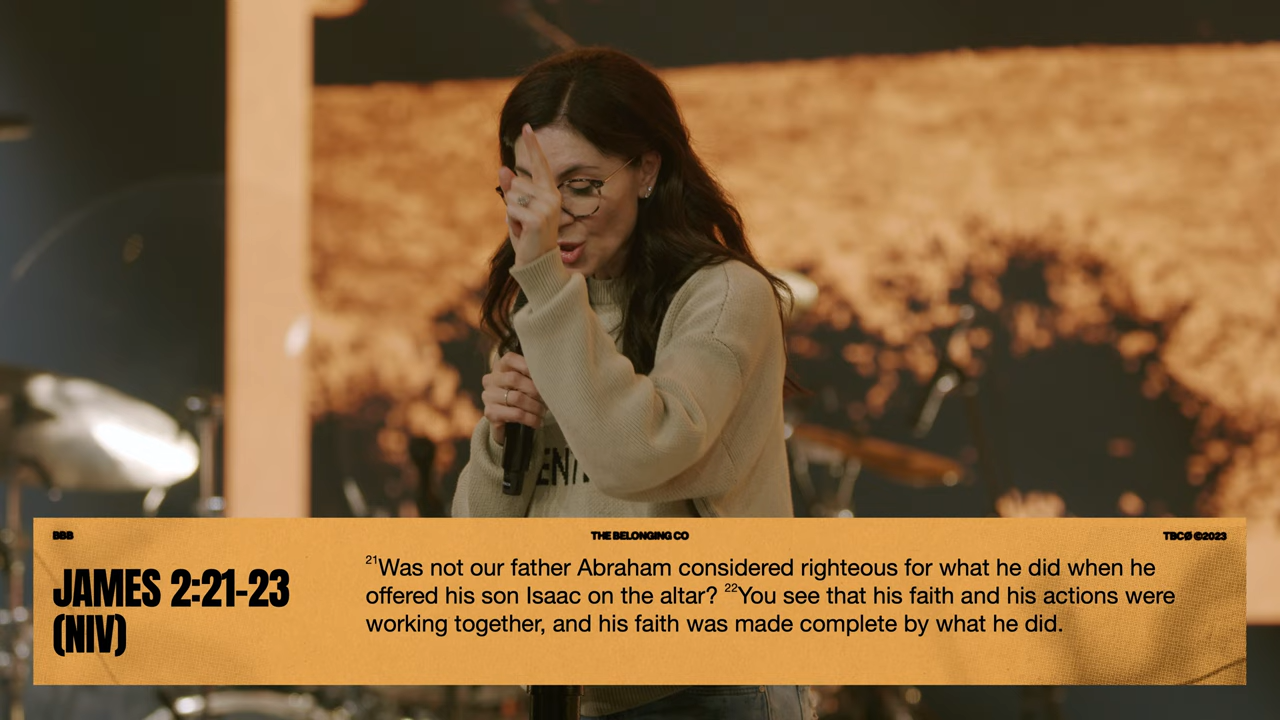 ENT
BBB
THE BELONGING CO
TBCØ ©2023
JAMES 2:21-23
(NIV)
²¹Was not our father Abraham considered righteous for what he did when he
offered his son Isaac on the altar? ²²You see that his faith and his actions were
working together, and his faith was made complete by what he did.